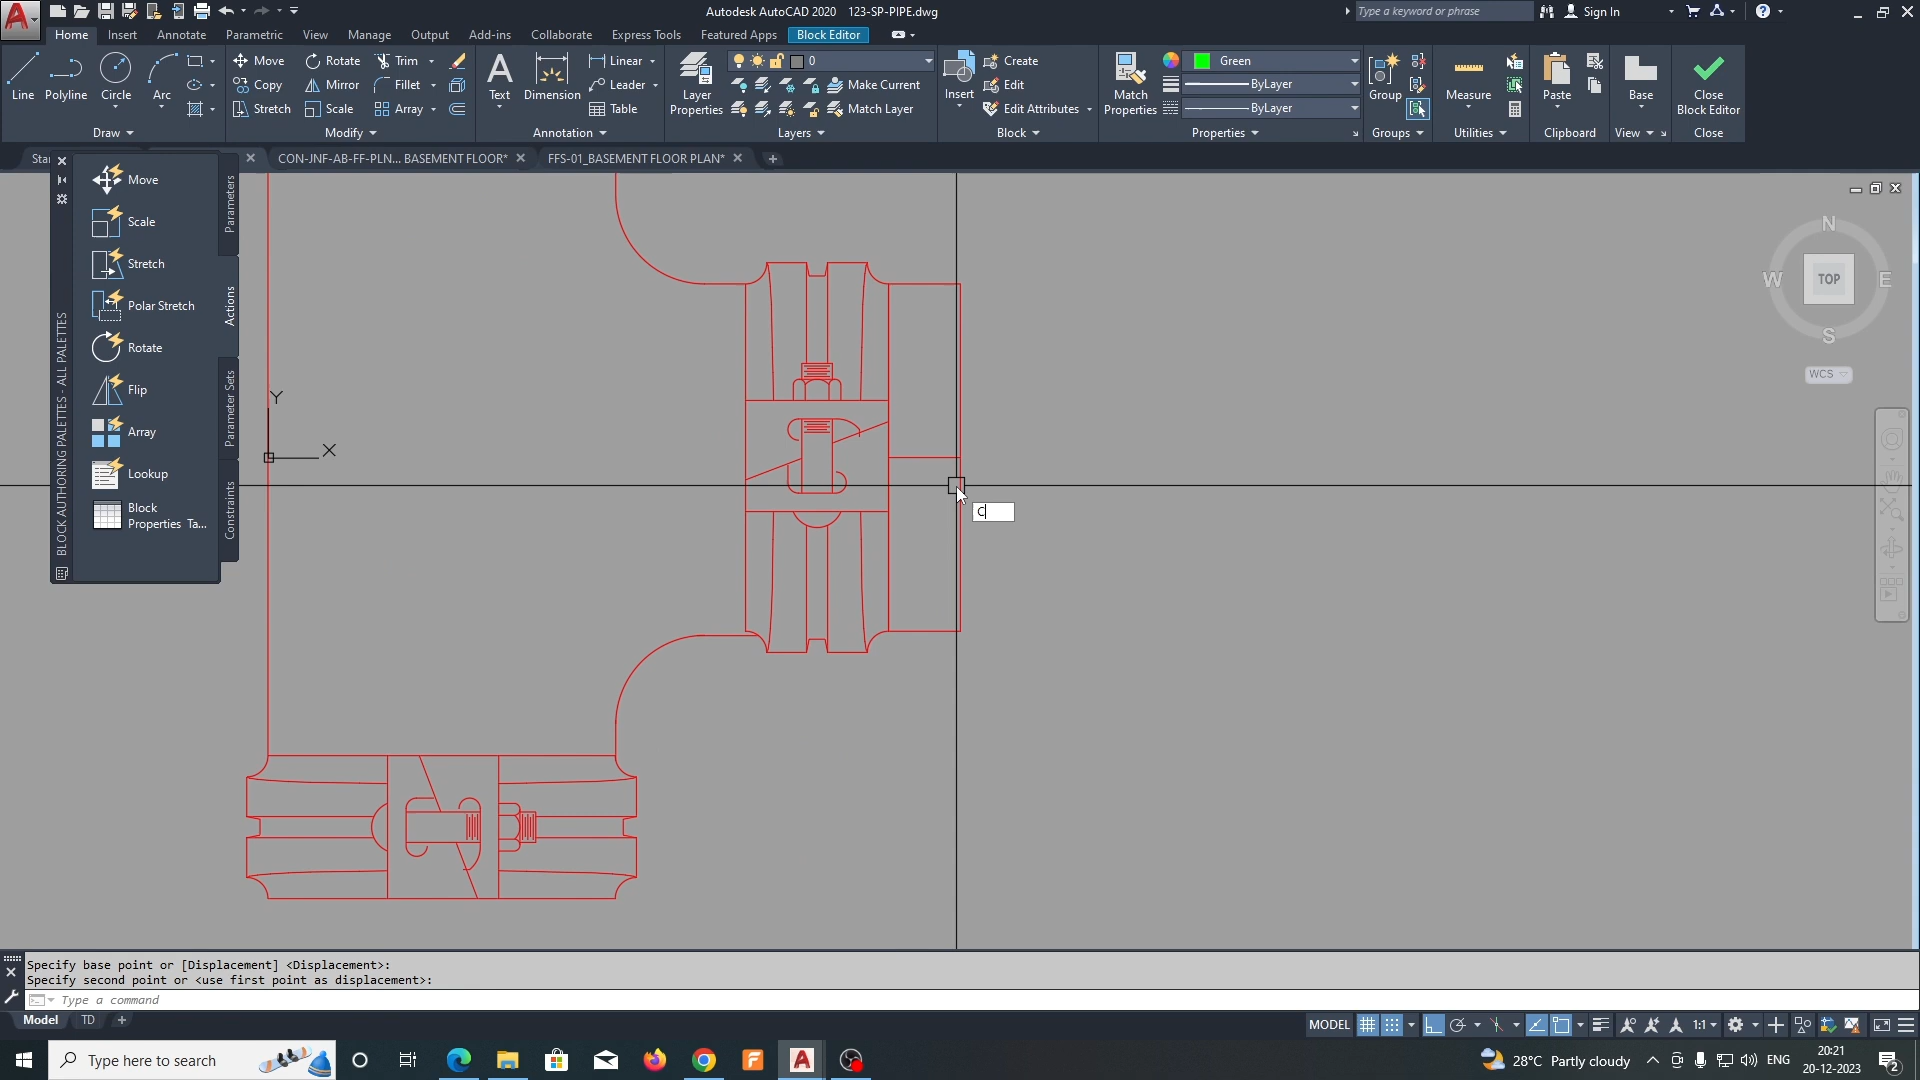 Autodesk AutoCAD 2020 123-SP-PIPE.dwg
Type a keyword or phrase
Sign In
Home Insert Annotate Parametric View Manage Output Add-ins Collaborate Express Tools Featured Apps Block Editor
Line Polyline Circle Arc
Move Rotate Trim
Copy Mirror Fillet
Stretch Scale Array
Text Dimension
Linear
Leader
Table
Layer Properties
0
Make Current
Match Layer
Insert
Create
Edit
Edit Attributes
Match Properties
Green
ByLayer
ByLayer
Group
Measure
Paste
Base
Close Block Editor
Draw Modify Annotation Layers Block Properties Groups Utilities Clipboard View Close
Sta
CON-JNF-AB-FF-PLN... BASEMENT FLOOR*
FFS-01_BASEMENT FLOOR PLAN*
Move
Scale
Stretch
Polar Stretch
Rotate
Flip
Array
Lookup
Block
Properties Ta...
Parameters
Actions
Parameter Sets
Constraints
BLOCK AUTHORING PALETTES - ALL PALETTES
Y
X
C
N
W TOP E
S
WCS
Specify base point or [Displacement] <Displacement>:
Specify second point or <use first point as displacement>:
Type a command
Model TD
MODEL
1:1
Type here to search
28°C Partly cloudy
ENG
20:21
20-12-2023
2